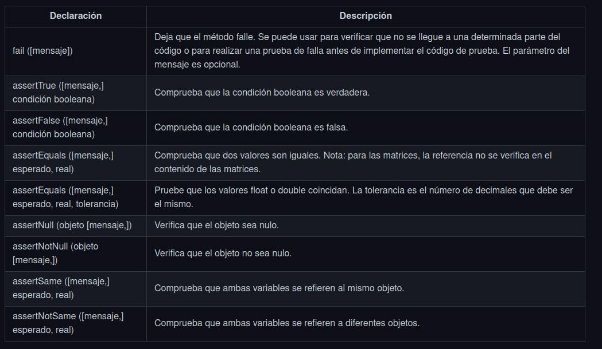 Declaración Descripción
fail ([mensaje]) Deja que el método falle. Se puede usar para verificar que no se llegue a una determinada parte del
código o para realizar una prueba de falla antes de implementar el código de prueba. El parámetro del
mensaje es opcional.
assertTrue ([mensaje,]
condición booleana) Comprueba que la condición booleana es verdadera.
assertFalse ([mensaje,]
condición booleana) Comprueba que la condición booleana es falsa.
assertEquals ([mensaje,]
esperado, real) Comprueba que dos valores son iguales. Nota: para las matrices, la referencia no se verifica en el
contenido de las matrices.
assertEquals ([mensaje,]
esperado, real, tolerancia) Pruebe que los valores float o double coincidan. La tolerancia es el número de decimales que debe ser
el mismo.
assertNull (objeto [mensaje,]) Verifica que el objeto sea nulo.
assertNotNull (objeto
[mensaje,]) Verifica que el objeto no sea nulo.
assertSame ([mensaje,]
esperado, real) Comprueba que ambas variables se refieren al mismo objeto.
assertNotSame ([mensaje,]
esperado, real) Comprueba que ambas variables se refieren a diferentes objetos.